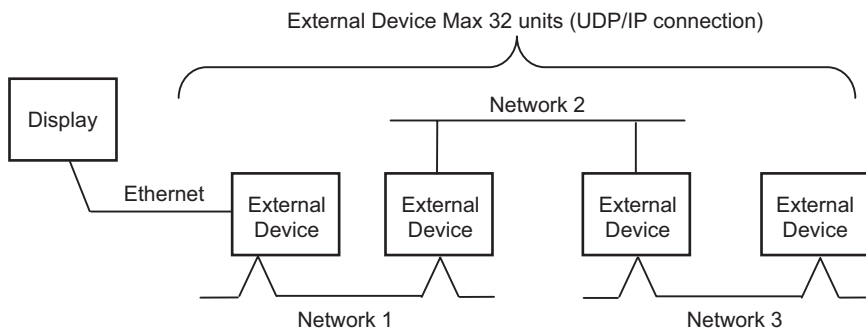 External Device Max 32 units (UDP/IP connection)
Display
Network 2
Ethernet
External
Device
External
Device
External
Device
External
Device
Network 1
Network 3